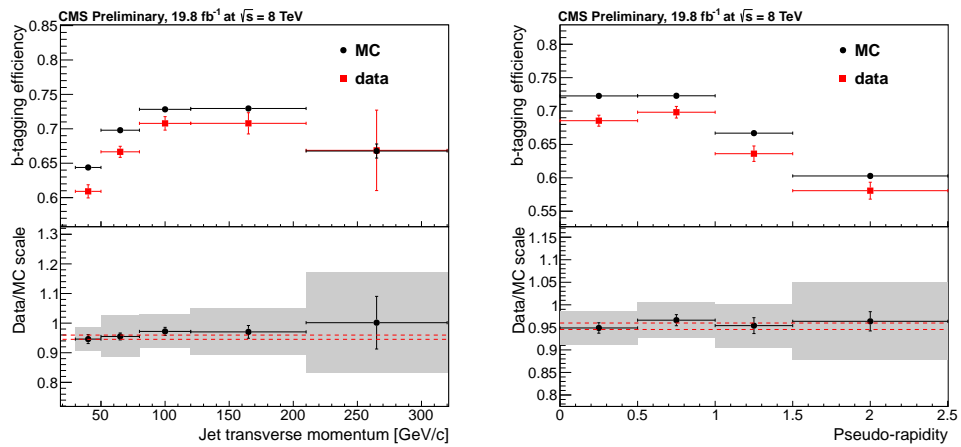 CMS Preliminary, 19.8 fb⁻¹ at √s = 8 TeV
b-tagging efficiency
0.85
0.8
0.75
0.7
0.65
0.6
MC
data
Data/MC scale
1.3
1.2
1.1
1
0.9
0.8
50 100 150 200 250 300
Jet transverse momentum [GeV/c]
CMS Preliminary, 19.8 fb⁻¹ at √s = 8 TeV
b-tagging efficiency
0.8
0.75
0.7
0.65
0.6
0.55
MC
data
Data/MC scale
1.15
1.1
1.05
1
0.95
0.9
0.85
0.8
0 0.5 1 1.5 2 2.5
Pseudo-rapidity